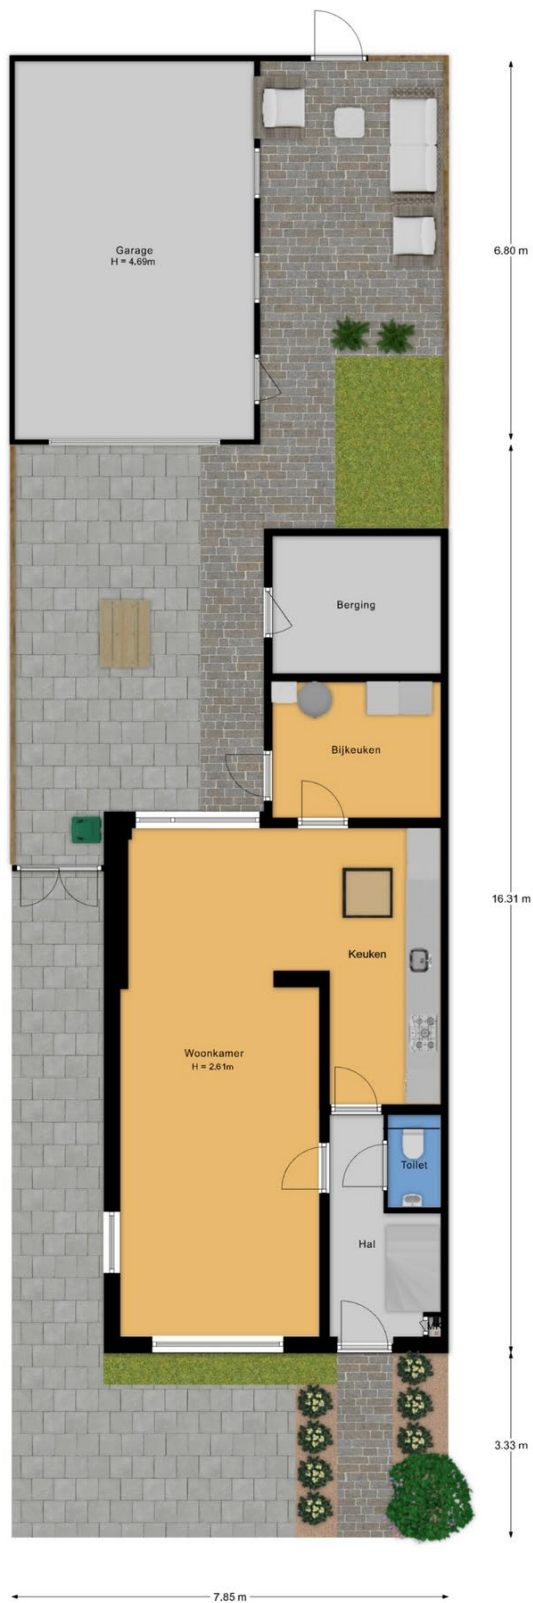 Garage
H = 4.69m
6.80 m
Berging
Bijkeuken
16.31 m
Keuken
Woonkamer
H = 2.61m
Toilet
Hal
3.33 m
7.85 m